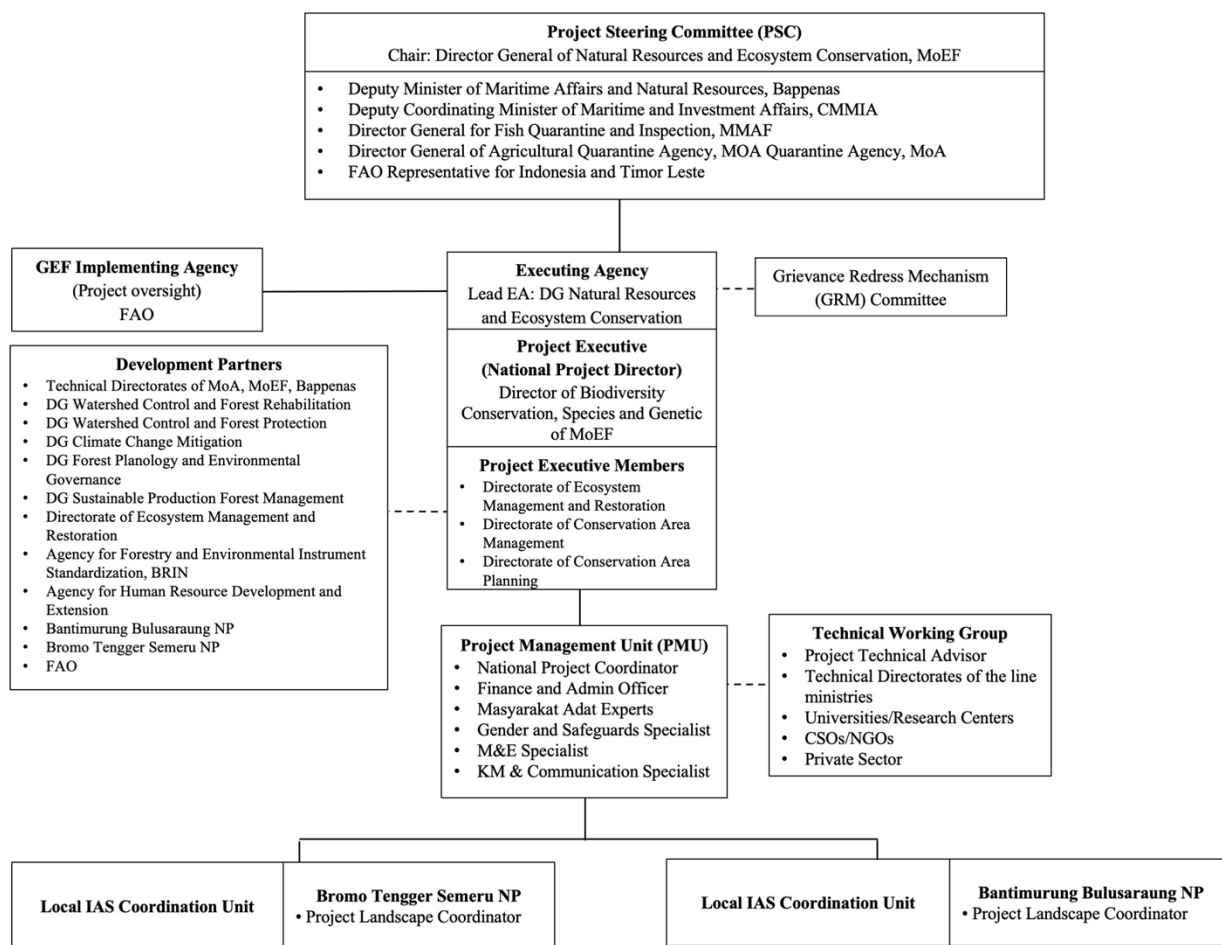 Project Steering Committee (PSC)
Chair: Director General of Natural Resources and Ecosystem Conservation, MoEF
• Deputy Minister of Maritime Affairs and Natural Resources, Bappenas
• Deputy Coordinating Minister of Maritime and Investment Affairs, CMMIA
• Director General for Fish Quarantine and Inspection, MMAF
• Director General of Agricultural Quarantine Agency, MOA Quarantine Agency, MoA
• FAO Representative for Indonesia and Timor Leste
GEF Implementing Agency
(Project oversight)
FAO
Executing Agency
Lead EA: DG Natural Resources
and Ecosystem Conservation
Grievance Redress Mechanism
(GRM) Committee
Project Executive
(National Project Director)
Director of Biodiversity
Conservation, Species and Genetic
of MoEF
Project Executive Members
• Directorate of Ecosystem
Management and Restoration
• Directorate of Conservation Area
Management
• Directorate of Conservation Area
Planning
Development Partners
• Technical Directorates of MoA, MoEF, Bappenas
• DG Watershed Control and Forest Rehabilitation
• DG Watershed Control and Forest Protection
• DG Climate Change Mitigation
• DG Forest Planology and Environmental
Governance
• DG Sustainable Production Forest Management
• Directorate of Ecosystem Management and
Restoration
• Agency for Forestry and Environmental Instrument
Standardization, BRIN
• Agency for Human Resource Development and
Extension
• Bantimurung Bulusaraung NP
• Bromo Tengger Semeru NP
• FAO
Project Management Unit (PMU)
• National Project Coordinator
• Finance and Admin Officer
• Masyarakat Adat Experts
• Gender and Safeguards Specialist
• M&E Specialist
• KM & Communication Specialist
Technical Working Group
• Project Technical Advisor
• Technical Directorates of the line
ministries
• Universities/Research Centers
• CSOs/NGOs
• Private Sector
Local IAS Coordination Unit
Bromo Tengger Semeru NP
• Project Landscape Coordinator
Local IAS Coordination Unit
Bantimurung Bulusaraung NP
• Project Landscape Coordinator